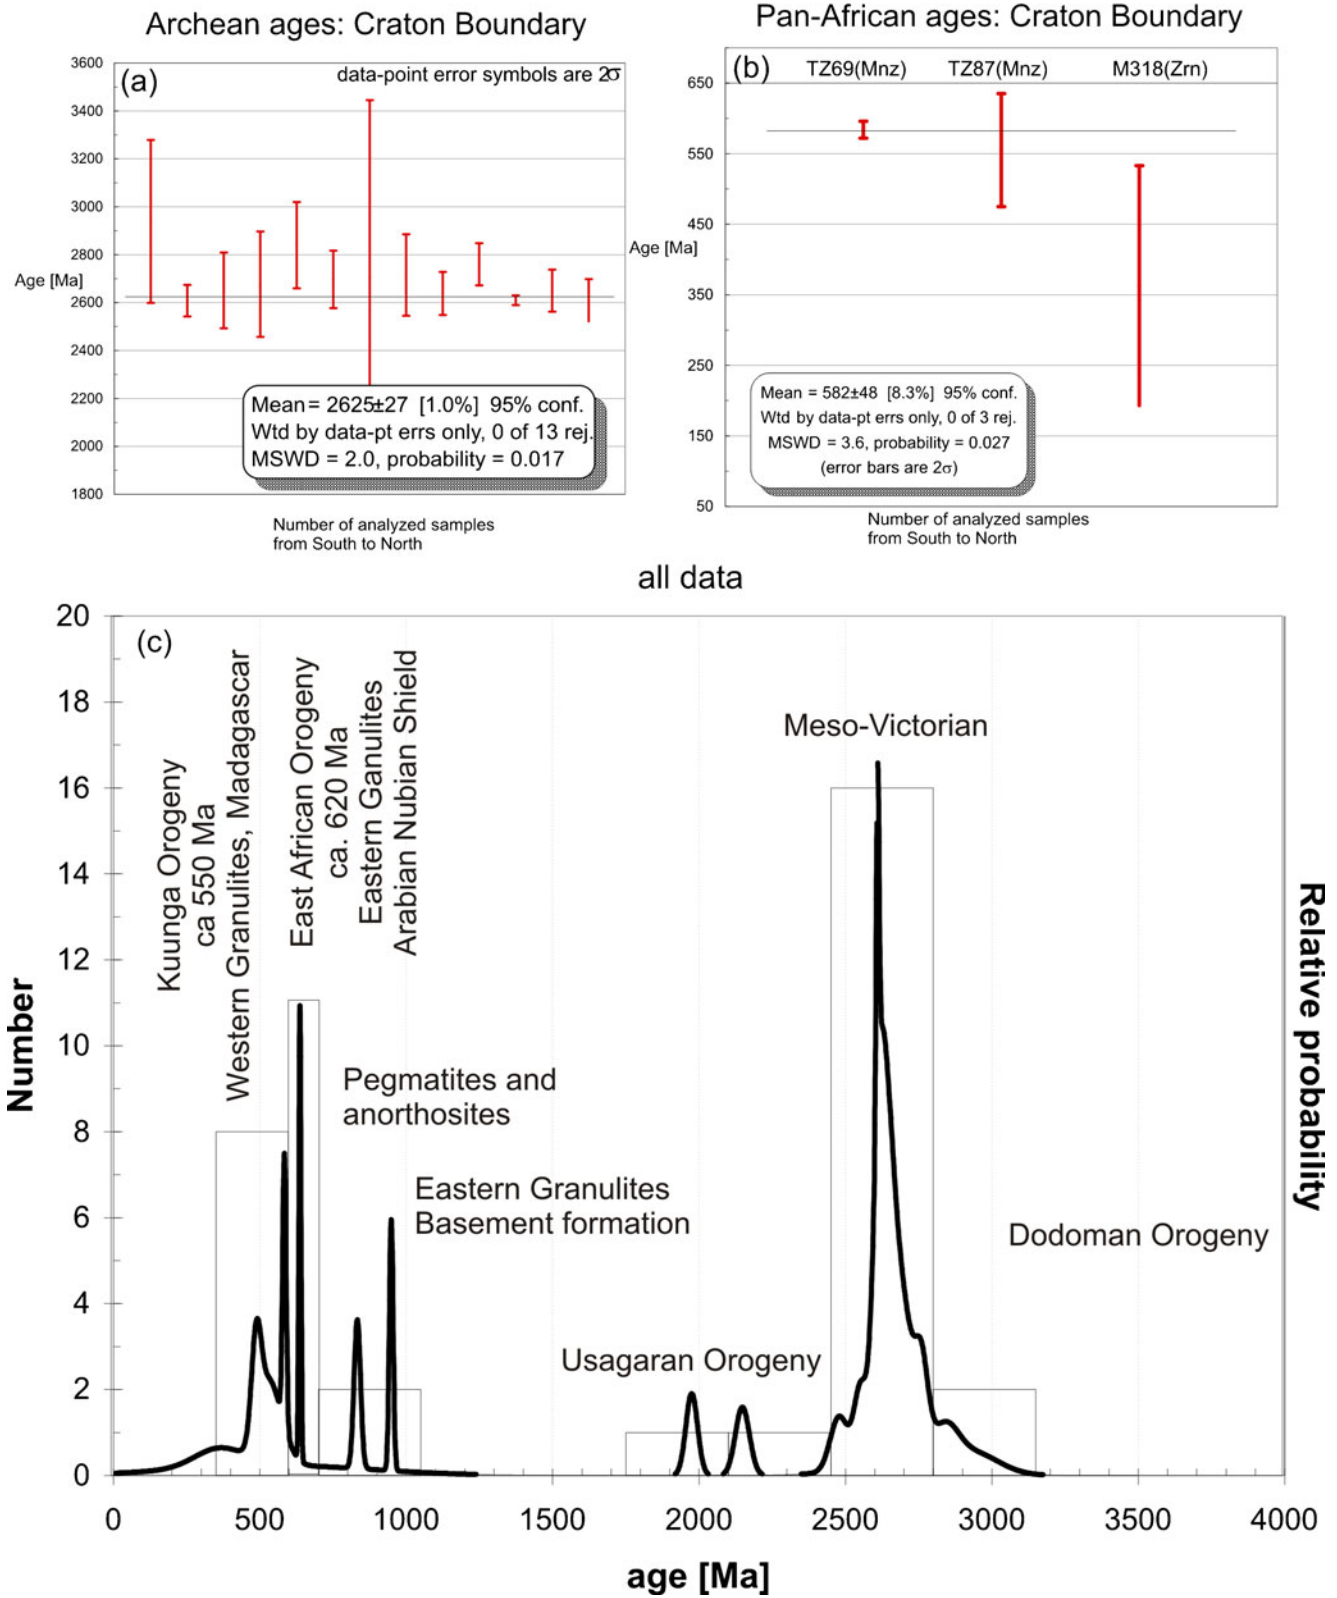 Archean ages: Craton Boundary
(a)
data-point error symbols are 2σ
3600
3400
3200
3000
2800
2600
2400
2200
2000
1800
Age [Ma]
Mean = 2625±27 [1.0%] 95% conf.
Wtd by data-pt errs only, 0 of 13 rej.
MSWD = 2.0, probability = 0.017
Number of analyzed samples
from South to North
Pan-African ages: Craton Boundary
(b)
TZ69(Mnz) TZ87(Mnz) M318(Zrn)
650
550
450
350
250
150
50
Age [Ma]
Mean = 582±48 [8.3%] 95% conf.
Wtd by data-pt errs only, 0 of 3 rej.
MSWD = 3.6, probability = 0.027
(error bars are 2σ)
Number of analyzed samples
from South to North
all data
(c)
20
18
16
14
12
10
8
6
4
2
0
Number
Kuunga Orogeny
ca 550 Ma
Western Granulites, Madagascar
East African Orogeny
ca. 620 Ma
Eastern Ganulites
Arabian Nubian Shield
Pegmatites and
anorthosites
Eastern Granulites
Basement formation
Usagaran Orogeny
Meso-Victorian
Dodoman Orogeny
Relative probability
0 500 1000 1500 2000 2500 3000 3500 4000
age [Ma]